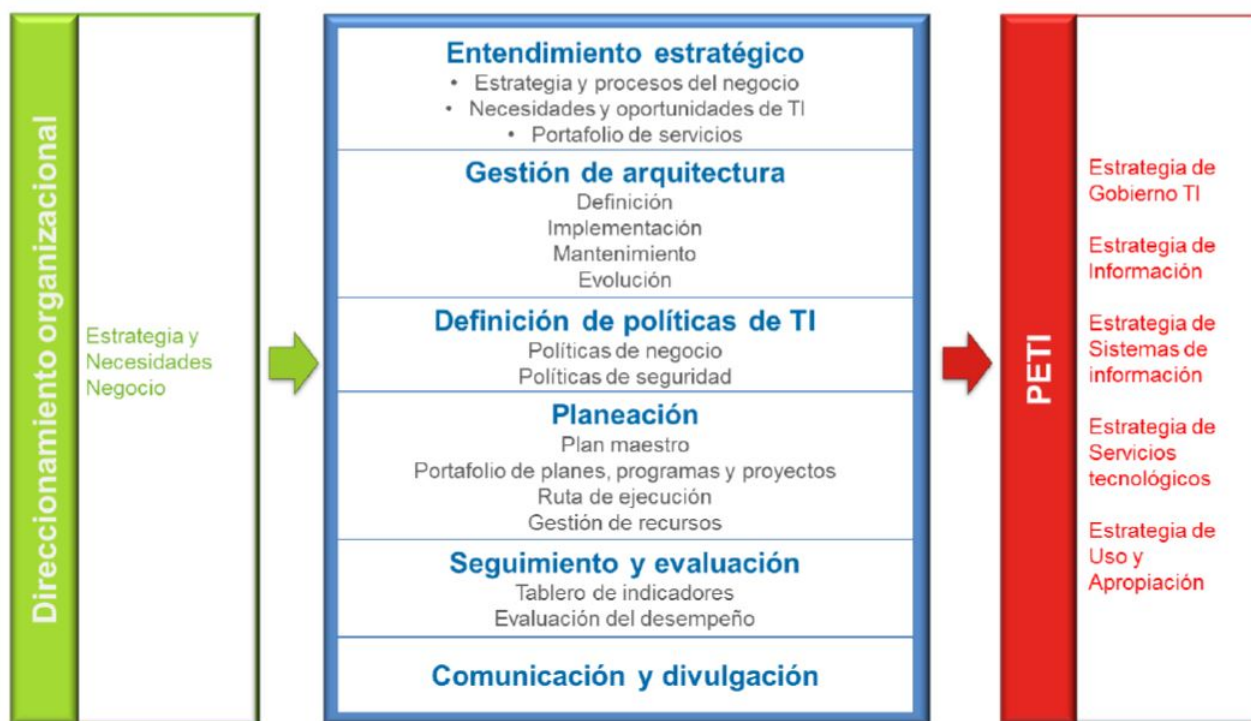 Direccionamiento organizacional
Estrategia y
Necesidades
Negocio
Entendimiento estratégico
• Estrategia y procesos del negocio
• Necesidades y oportunidades de TI
• Portafolio de servicios
Gestión de arquitectura
Definición
Implementación
Mantenimiento
Evolución
Definición de políticas de TI
Políticas de negocio
Políticas de seguridad
Planeación
Plan maestro
Portafolio de planes, programas y proyectos
Ruta de ejecución
Gestión de recursos
Seguimiento y evaluación
Tablero de indicadores
Evaluación del desempeño
Comunicación y divulgación
PETI
Estrategia de
Gobierno TI
Estrategia de
Información
Estrategia de
Sistemas de
información
Estrategia de
Servicios
tecnológicos
Estrategia de
Uso y
Apropiación